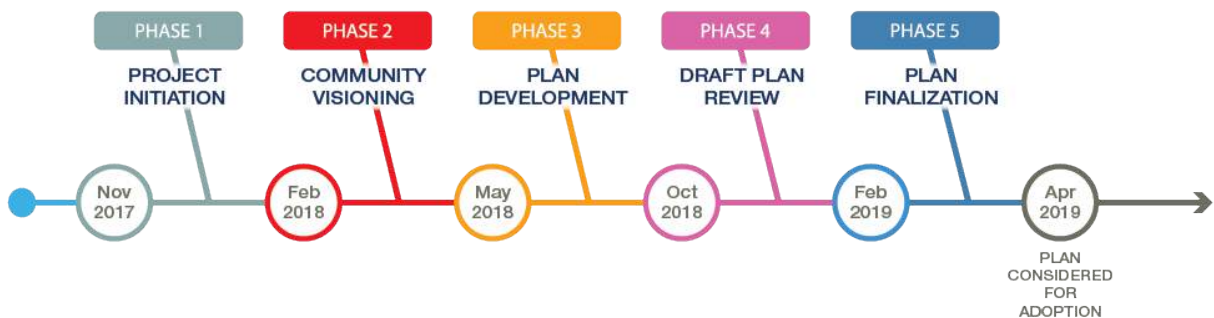 PHASE 1
PROJECT
INITIATION
PHASE 2
COMMUNITY
VISIONING
PHASE 3
PLAN
DEVELOPMENT
PHASE 4
DRAFT PLAN
REVIEW
PHASE 5
PLAN
FINALIZATION
Nov
2017
Feb
2018
May
2018
Oct
2018
Feb
2019
Apr
2019
PLAN
CONSIDERED
FOR
ADOPTION